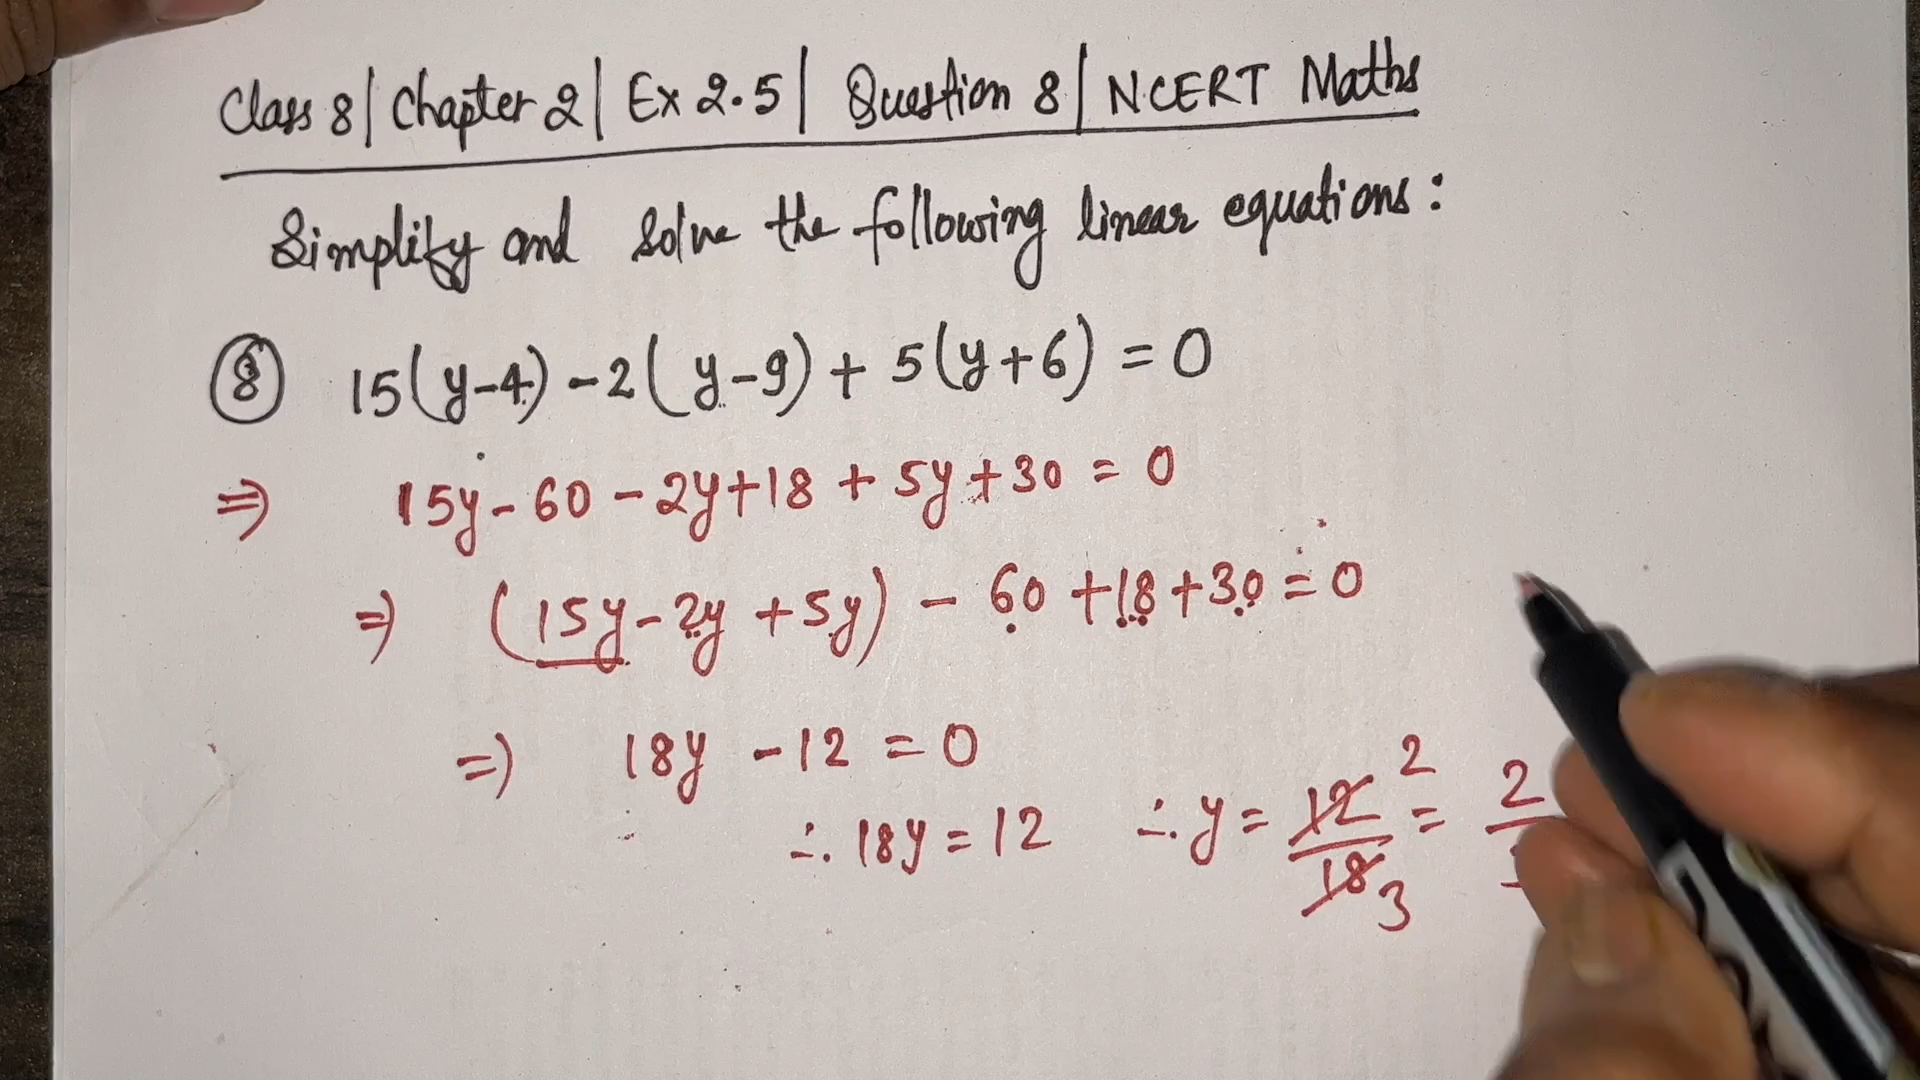 Class 8 | Chapter 2 | Ex 2.5 | Question 8 | NCERT Maths
Simplify and solve the following linear equations:
⑧ 15(y-4) - 2(y-9) + 5(y+6) = 0
⇒ 15y - 60 - 2y + 18 + 5y + 30 = 0
⇒ (15y - 2y + 5y) - 60 + 18 + 30 = 0
⇒ 18y - 12 = 0
∴ 18y = 12 ∴ y = 12/18 2/3 = 2